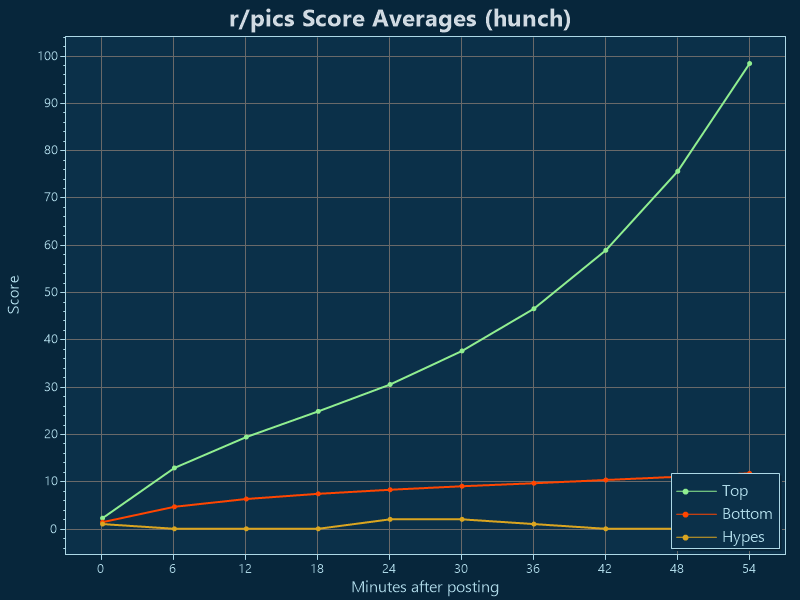 r/pics Score Averages (hunch)
100
90
80
70
60
50
40
30
20
10
0
Score
0 6 12 18 24 30 36 42 48 54
Minutes after posting
Top
Bottom
Hypes